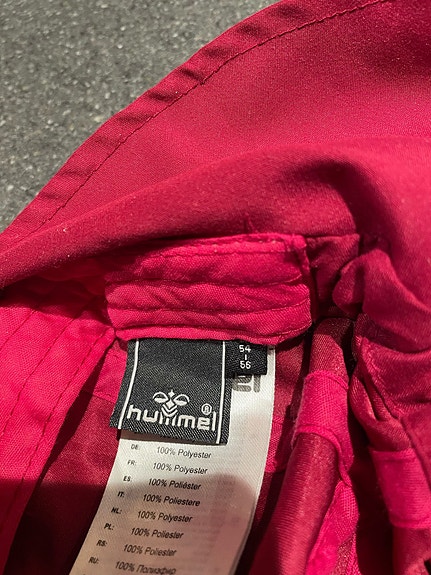 54
-
56
hummel®
DE: 100% Polyester
FR: 100% Polyester
ES: 100% Poliéster
IT: 100% Poliestere
NL: 100% Polyester
PL: 100% Poliester
RS: 100% Poliester
RU: 100% Полиэфир